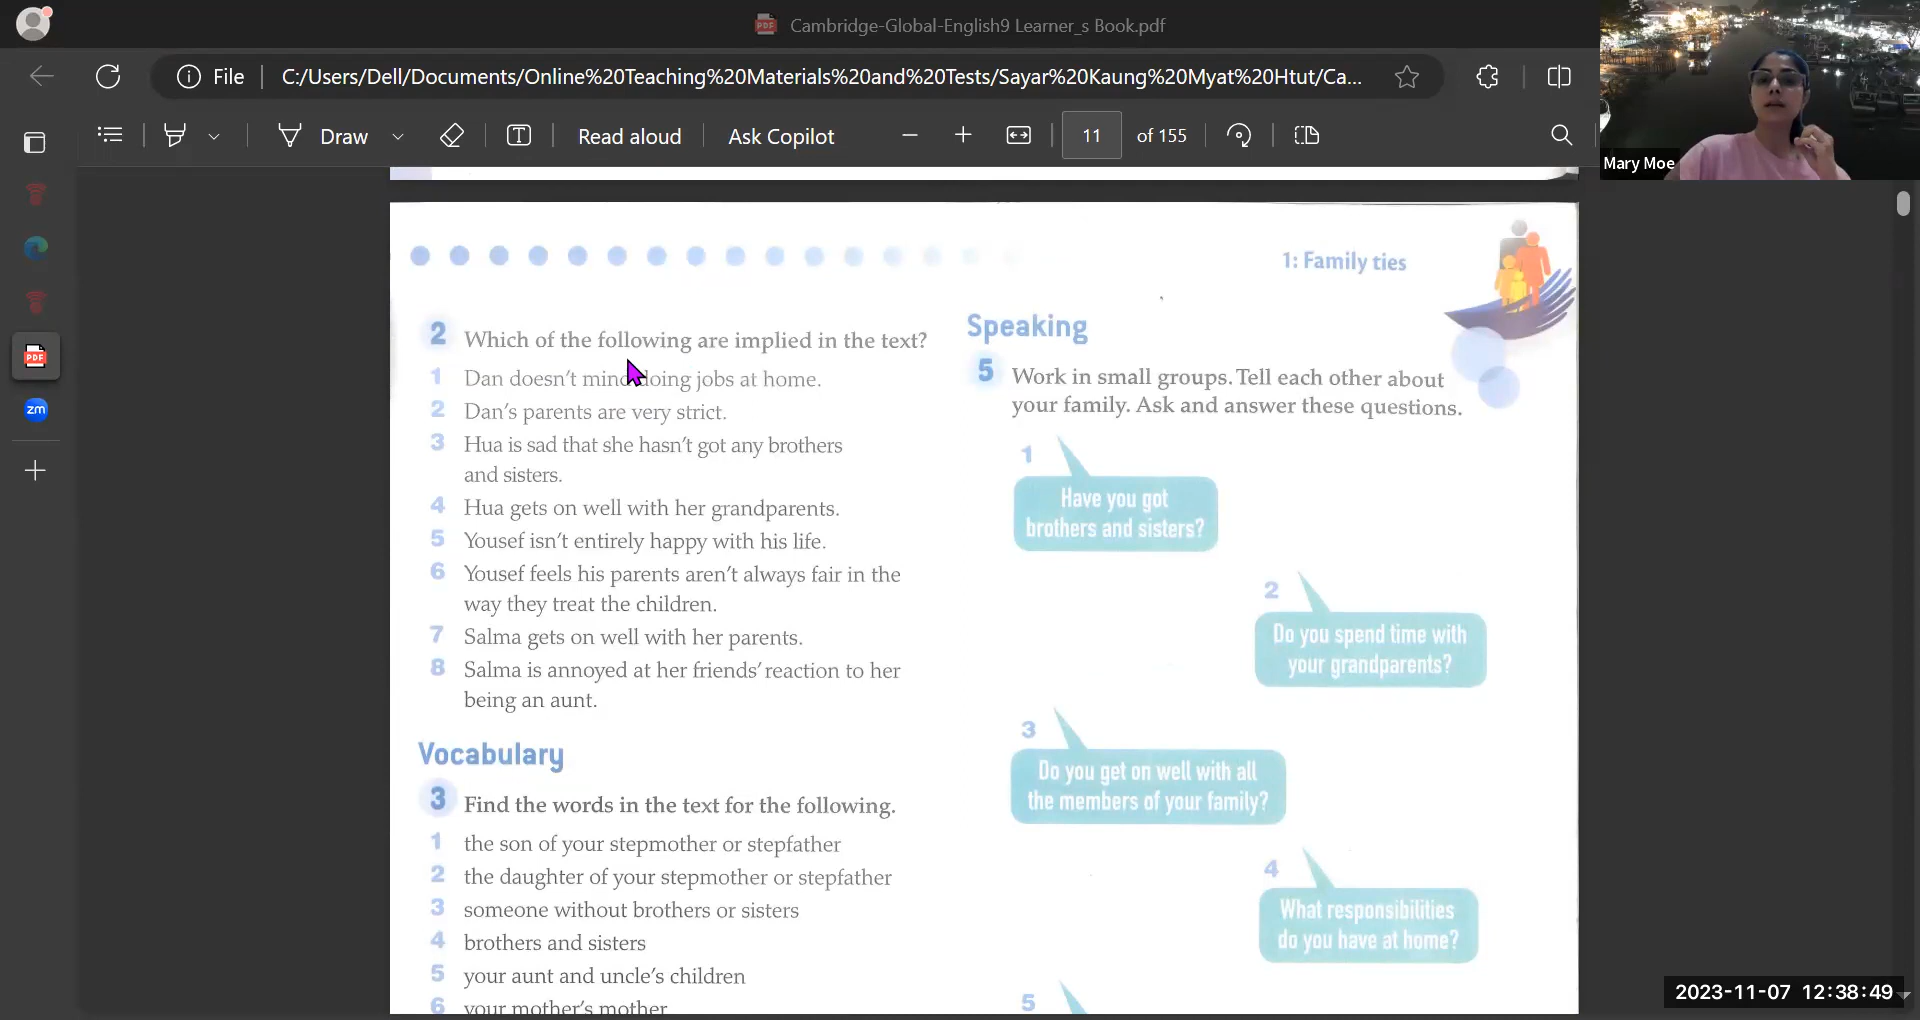 Cambridge-Global-English9 Learner_s Book.pdf
File
C:/Users/Dell/Documents/Online%20Teaching%20Materials%20and%20Tests/Sayar%20Kaung%20Myat%20Htut/Ca...
Draw
Read aloud
Ask Copilot
11 of 155
Mary Moe
PDF
zm
1: Family ties
2 Which of the following are implied in the text?
1 Dan doesn't mind doing jobs at home.
2 Dan's parents are very strict.
3 Hua is sad that she hasn't got any brothers
and sisters.
4 Hua gets on well with her grandparents.
5 Yousef isn't entirely happy with his life.
6 Yousef feels his parents aren't always fair in the
way they treat the children.
7 Salma gets on well with her parents.
8 Salma is annoyed at her friends' reaction to her
being an aunt.
Vocabulary
3 Find the words in the text for the following.
1 the son of your stepmother or stepfather
2 the daughter of your stepmother or stepfather
3 someone without brothers or sisters
4 brothers and sisters
5 your aunt and uncle's children
6 your mother's mother
Speaking
5 Work in small groups. Tell each other about
your family. Ask and answer these questions.
1
Have you got
brothers and sisters?
2
Do you spend time with
your grandparents?
3
Do you get on well with all
the members of your family?
4
What responsibilities
do you have at home?
5
2023-11-07 12:38:49